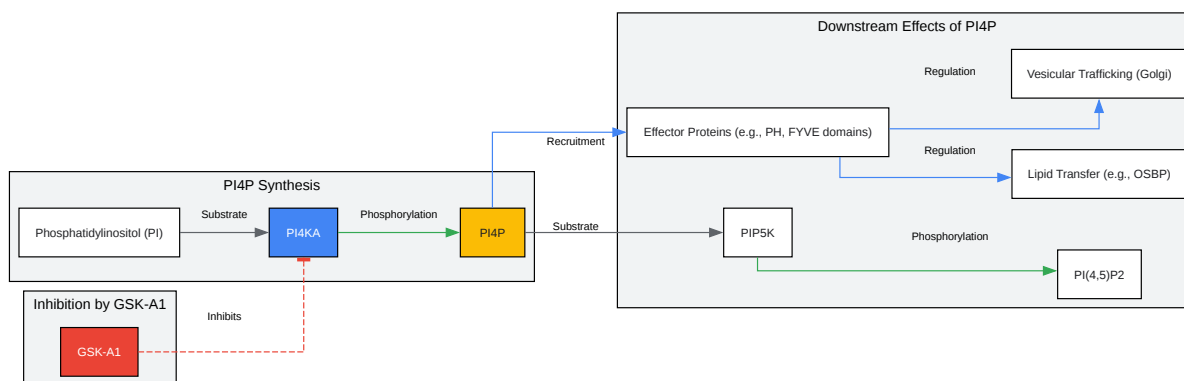 Downstream Effects of PI4P
Regulation
Vesicular Trafficking (Golgi)
Effector Proteins (e.g., PH, FYVE domains)
Recruitment
Regulation
Lipid Transfer (e.g., OSBP)
PI4P Synthesis
Substrate
Phosphorylation
Phosphatidylinositol (PI)
PI4KA
PI4P
Substrate
PIP5K
Phosphorylation
PI(4,5)P2
Inhibition by GSK-A1
Inhibits
GSK-A1